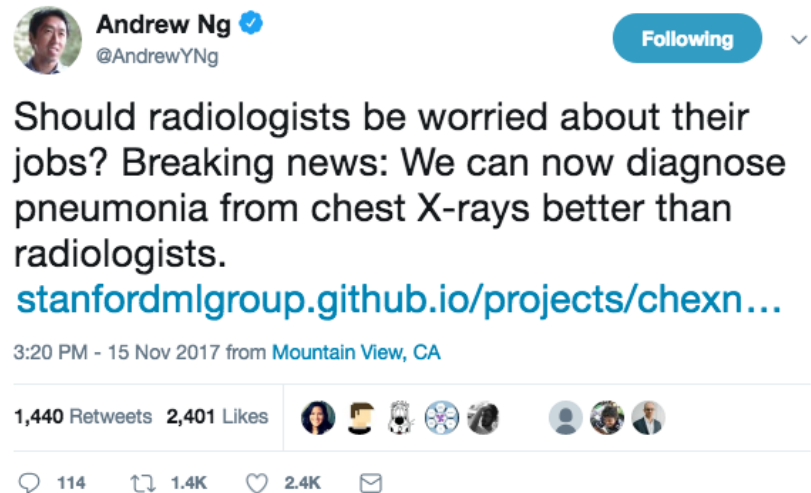 Andrew Ng
@AndrewYNg
Following
Should radiologists be worried about their
jobs? Breaking news: We can now diagnose
pneumonia from chest X-rays better than
radiologists.
stanfordmlgroup.github.io/projects/chexn...
3:20 PM - 15 Nov 2017 from Mountain View, CA
1,440 Retweets 2,401 Likes
114 1.4K 2.4K